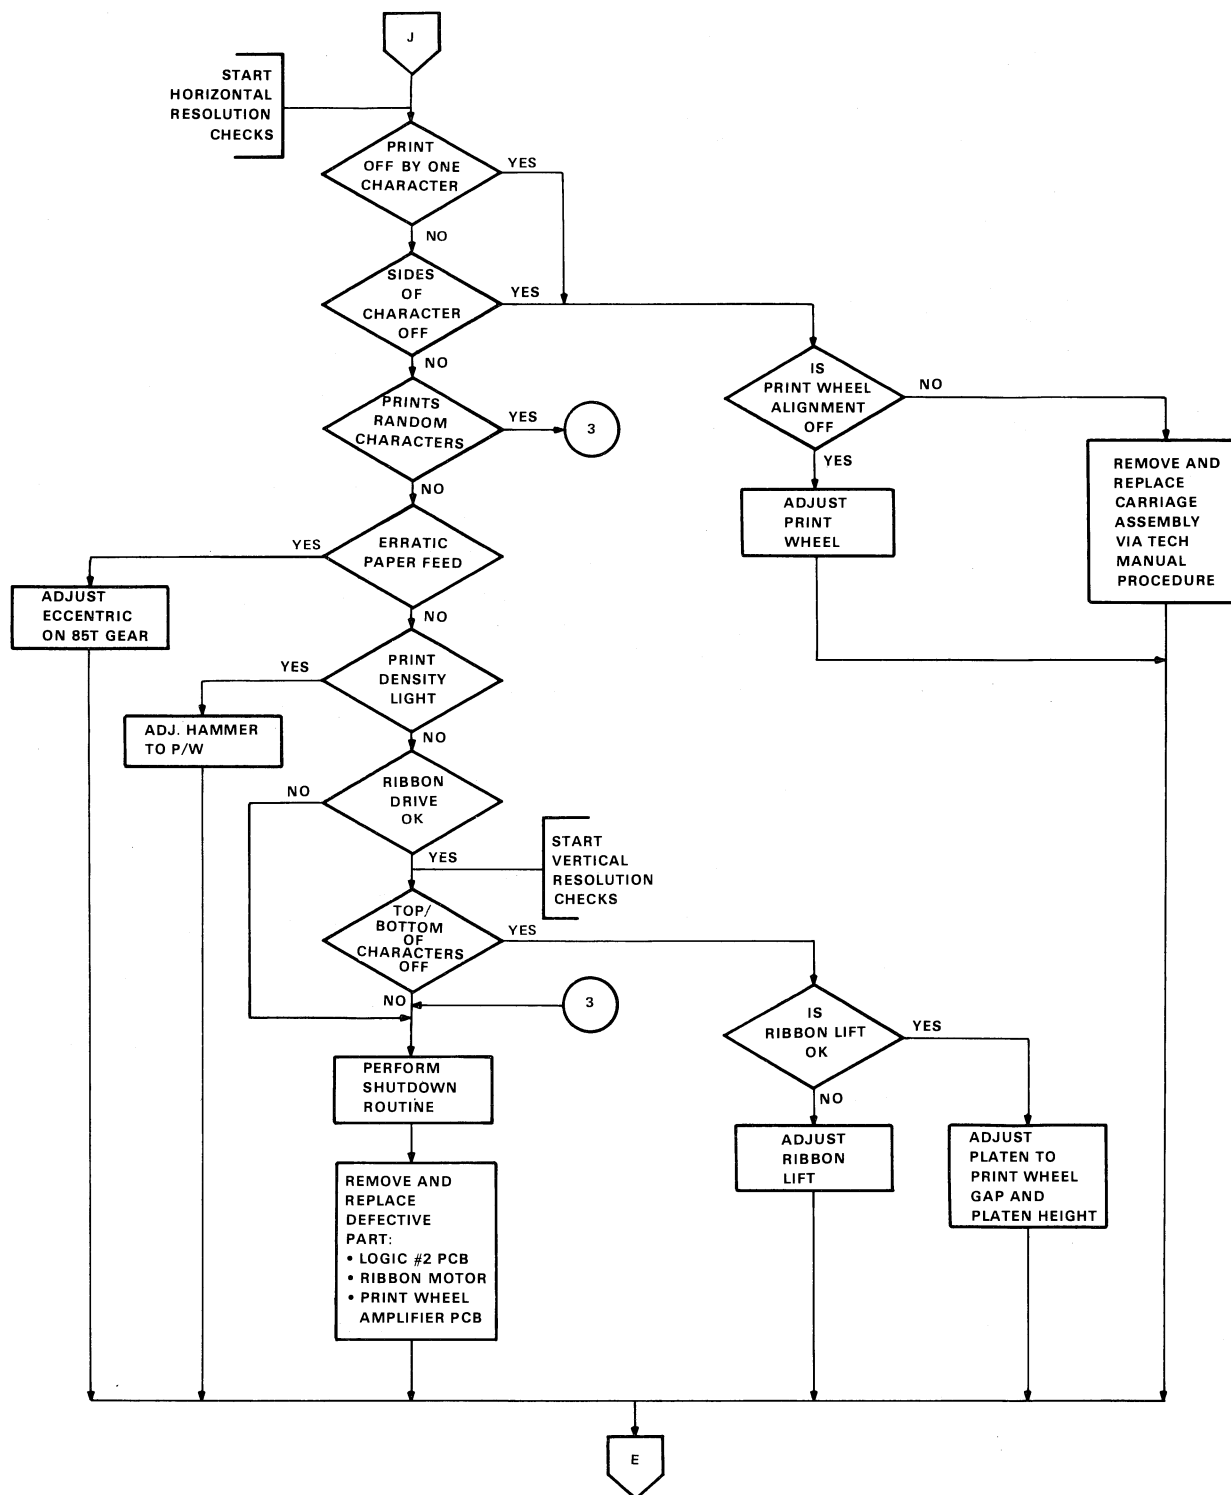 J
START
HORIZONTAL
RESOLUTION
CHECKS
PRINT
OFF BY ONE
CHARACTER
YES
NO
SIDES
OF
CHARACTER
OFF
YES
NO
PRINTS
RANDOM
CHARACTERS
YES
3
NO
IS
PRINT WHEEL
ALIGNMENT
OFF
NO
YES
ADJUST
PRINT
WHEEL
REMOVE AND
REPLACE
CARRIAGE
ASSEMBLY
VIA TECH
MANUAL
PROCEDURE
ERRATIC
PAPER FEED
YES
NO
ADJUST
ECCENTRIC
ON 85T GEAR
PRINT
DENSITY
LIGHT
YES
NO
ADJ. HAMMER
TO P/W
RIBBON
DRIVE
OK
NO
YES
START
VERTICAL
RESOLUTION
CHECKS
TOP/
BOTTOM
OF
CHARACTERS
OFF
YES
NO
3
IS
RIBBON LIFT
OK
YES
NO
PERFORM
SHUTDOWN
ROUTINE
ADJUST
RIBBON
LIFT
ADJUST
PLATEN TO
PRINT WHEEL
GAP AND
PLATEN HEIGHT
REMOVE AND
REPLACE
DEFECTIVE
PART:
• LOGIC #2 PCB
• RIBBON MOTOR
• PRINT WHEEL
AMPLIFIER PCB
E